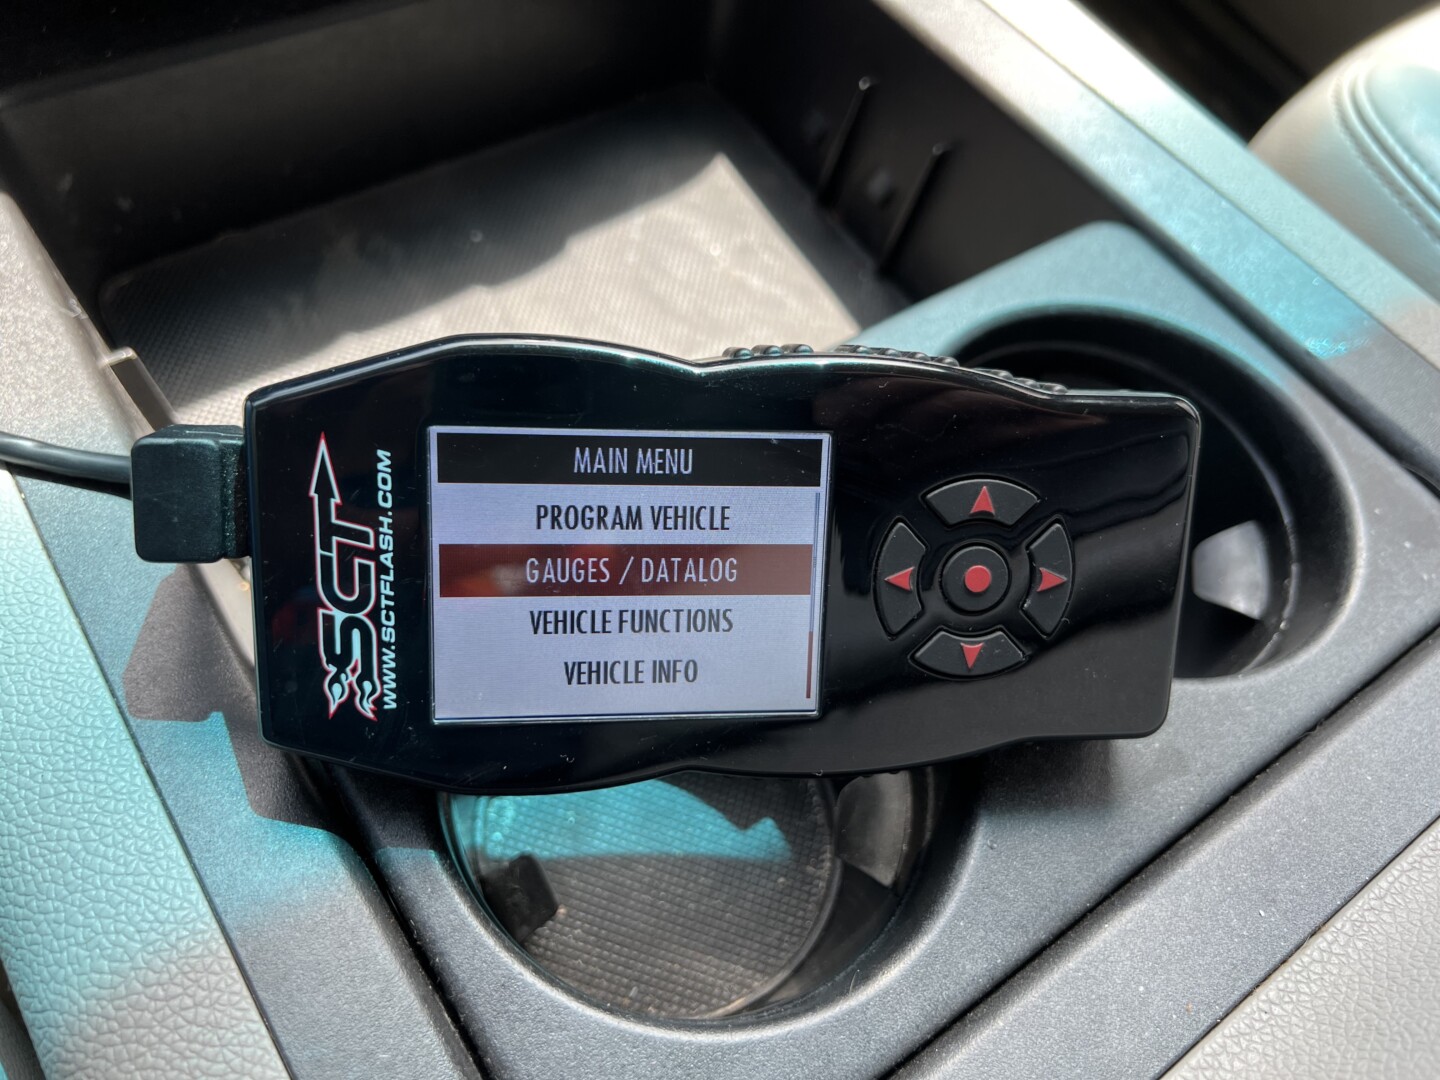 SCT
WWW.SCTFLASH.COM
MAIN MENU
PROGRAM VEHICLE
GAUGES / DATALOG
VEHICLE FUNCTIONS
VEHICLE INFO